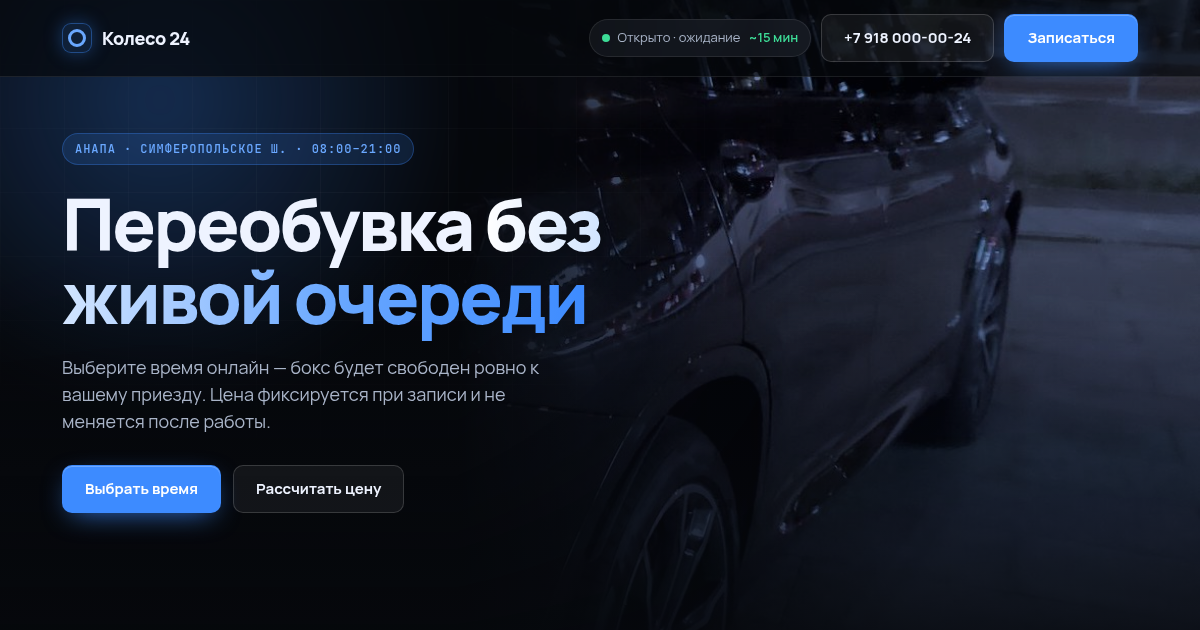 Колесо 24
Открыто · ожидание ~15 мин
+7 918 000-00-24
Записаться
АНАПА · СИМФЕРОПОЛЬСКОЕ Ш. · 08:00–21:00
Переобувка без
живой очереди
Выберите время онлайн — бокс будет свободен ровно к
вашему приезду. Цена фиксируется при записи и не
меняется после работы.
Выбрать время
Рассчитать цену